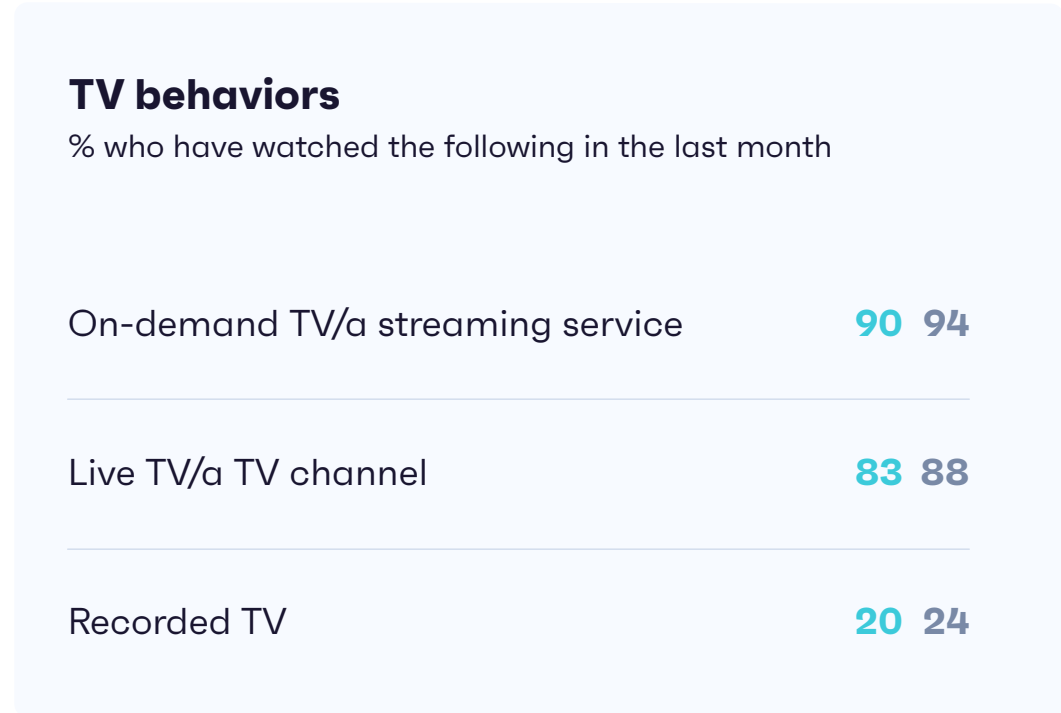 TV behaviors
% who have watched the following in the last month
On-demand TV/a streaming service 90 94
Live TV/a TV channel 83 88
Recorded TV 20 24